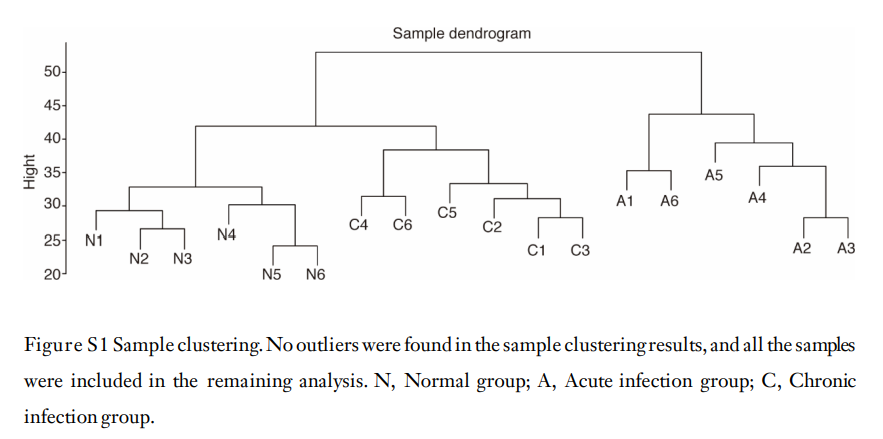 Sample dendrogram
Hight
50
45
40
35
30
25
20
N1
N2
N3
N4
N5
N6
C4
C6
C5
C2
C1
C3
A1
A6
A5
A4
A2
A3
Figure S1 Sample clustering. No outliers were found in the sample clustering results, and all the samples
were included in the remaining analysis. N, Normal group; A, Acute infection group; C, Chronic
infection group.